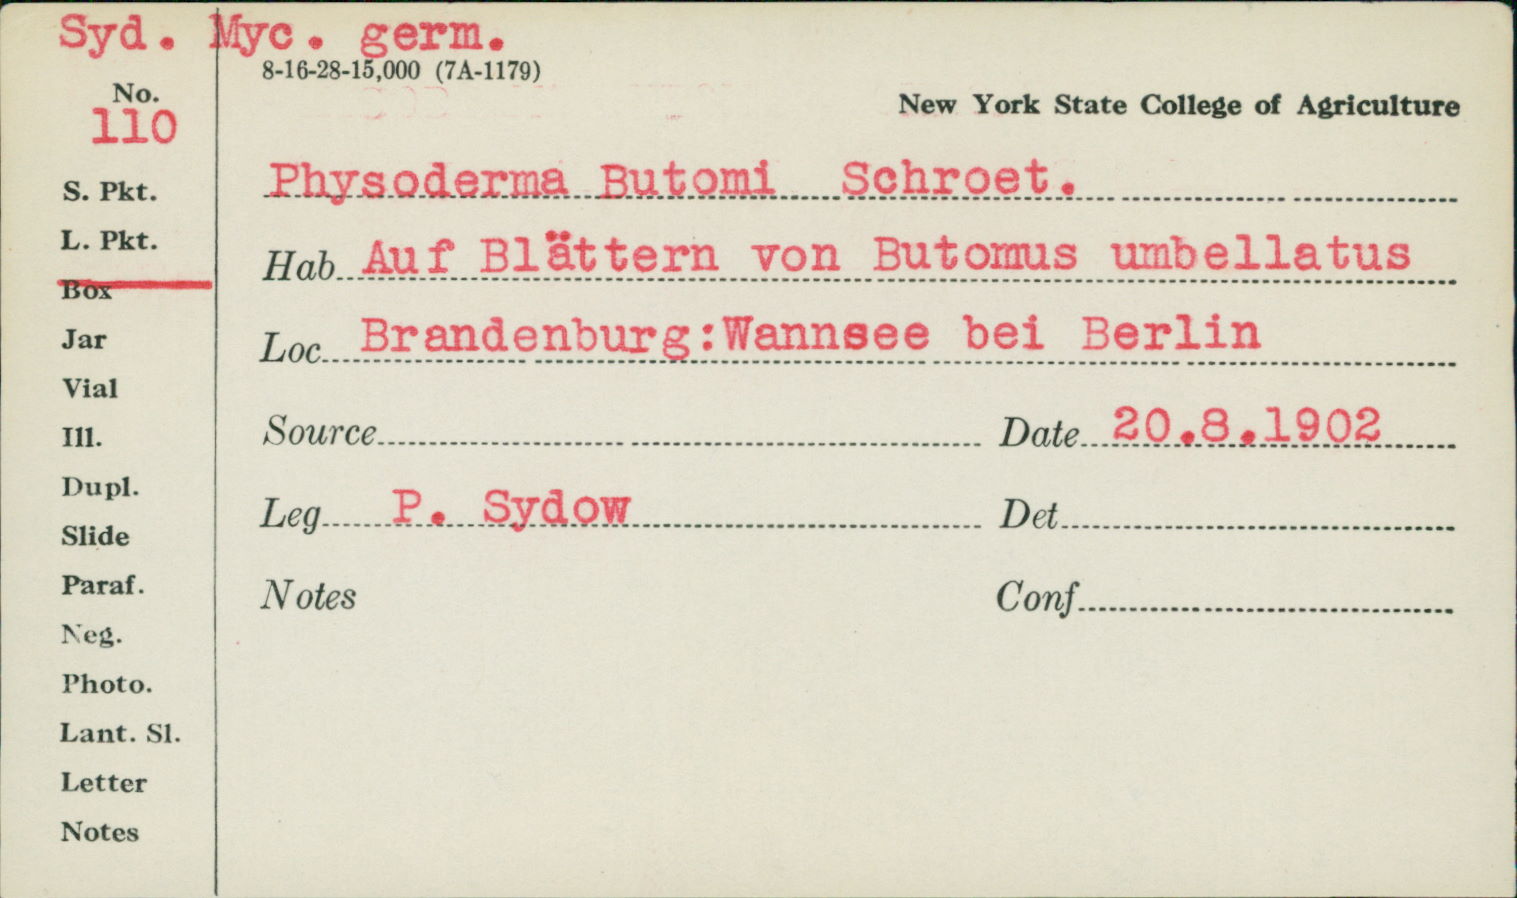 Syd. Myc. germ.
8-16-28-15,000 (7A-1179)
No.
110
New York State College of Agriculture
S. Pkt.
Physoderma Butomi Schroet.
L. Pkt.
Hab. Auf Blättern von Butomus umbellatus
Box
Loc. Brandenburg:Wannsee bei Berlin
Jar
Vial
Ill.
Source
Date 20.8.1902
Dupl.
Slide
Leg. P. Sydow
Det.
Paraf.
Notes
Conf.
Neg.
Photo.
Lant. Sl.
Letter
Notes